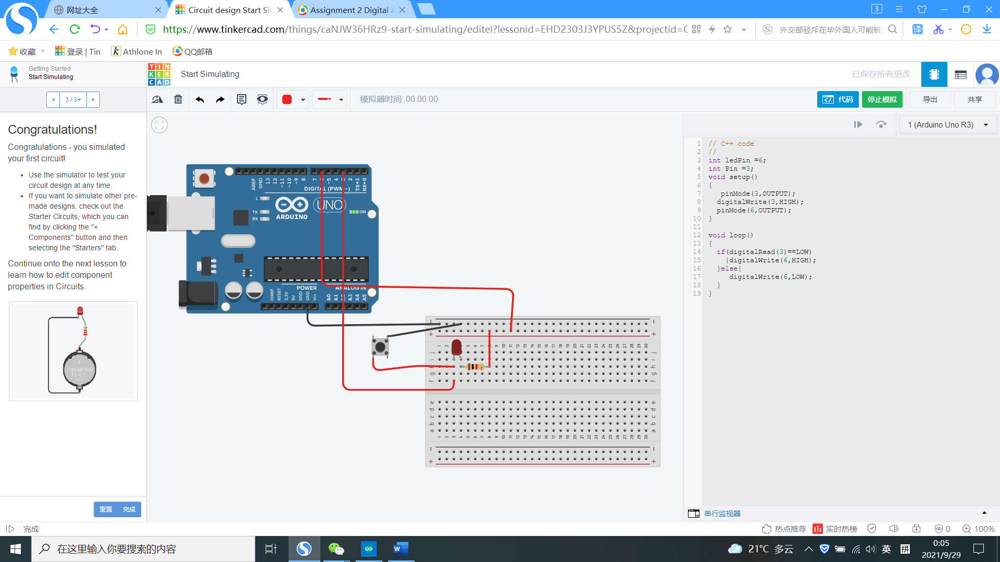 网址大全
Circuit design Start Si
Assignment 2 Digital a
3
https://www.tinkercad.com/things/caNJW36HRz9-start-simulating/editel?lessonid=EHD2303J3YPUS5Z&projectid=
外交部驳斥在华外国人可能被
译
收藏
登录 | Tin
Athlone In
QQ邮箱
Getting Started
Start Simulating
TIN
KER
CAD
Start Simulating
已保存所有更改
3 / 3
模拟器时间: 00:00:00
代码
停止模拟
导出
共享
1 (Arduino Uno R3)
Congratulations!
Congratulations - you simulated
your first circuit!
• Use the simulator to test your
circuit design at any time.
• If you want to simulate other pre-
made designs, check out the
Starter Circuits, which you can
find by clicking the "+
Components" button and then
selecting the "Starters" tab.
Continue onto the next lesson to
learn how to edit component
properties in Circuits.
重置
完成
AREF
GND
13
12
~11
~10
~9
8
7
~5
4
2
TX→1
RX←0
DIGITAL (PWM~)
L
TX
RX
ARDUINO
UNO
ON
POWER
ANALOG IN
IOREF
RESET
3.3V
5V
GND
GND
Vin
A0
A1
A3
A4
A5
1 // C++ code
2 //
3 int ledPin =6;
4 int Pin =3;
5 void setup()
6 {
7 pinMode(3,OUTPUT);
8 digitalWrite(3,HIGH);
9 pinMode(6,OUTPUT);
10 }
11
12 void loop()
13 {
14 if(digitalRead(3)==LOW)
15 {digitalWrite(6,HIGH);
16 }else{
17 digitalWrite(6,LOW);
18 }
19 }
串行监视器
完成
热点推荐
实时热榜
0
100%
在这里输入你要搜索的内容
21°C 多云
英
拼
0:05
2021/9/29